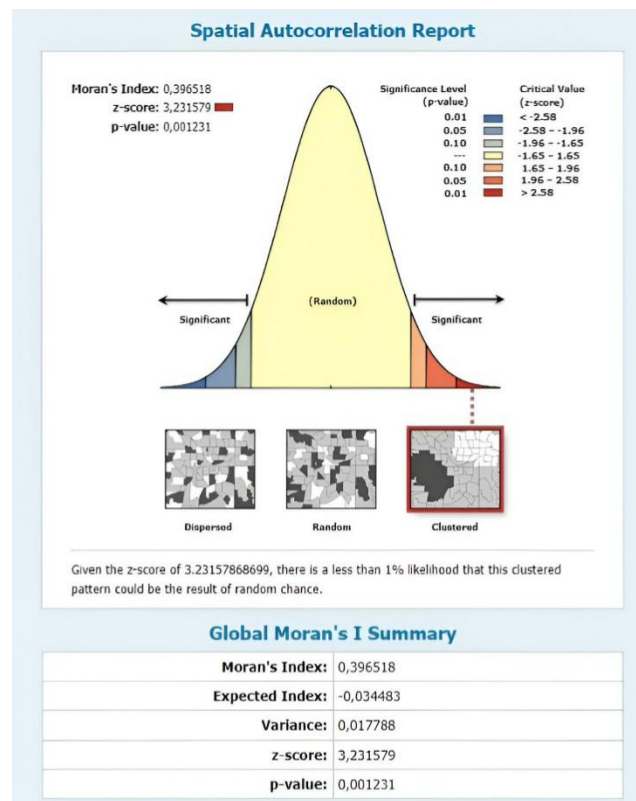 Spatial Autocorrelation Report
Moran's Index: 0,396518
z-score: 3,231579
p-value: 0,001231
Significance Level Critical Value
(p-value) (z-score)
0.01 < -2.58
0.05 -2.58 – -1.96
0.10 -1.96 – -1.65
--- -1.65 – 1.65
0.10 1.65 – 1.96
0.05 1.96 – 2.58
0.01 > 2.58
(Random)
Significant Significant
Dispersed Random Clustered
Given the z-score of 3.23157868699, there is a less than 1% likelihood that this clustered
pattern could be the result of random chance.
Global Moran's I Summary
Moran's Index: 0,396518
Expected Index: -0,034483
Variance: 0,017788
z-score: 3,231579
p-value: 0,001231